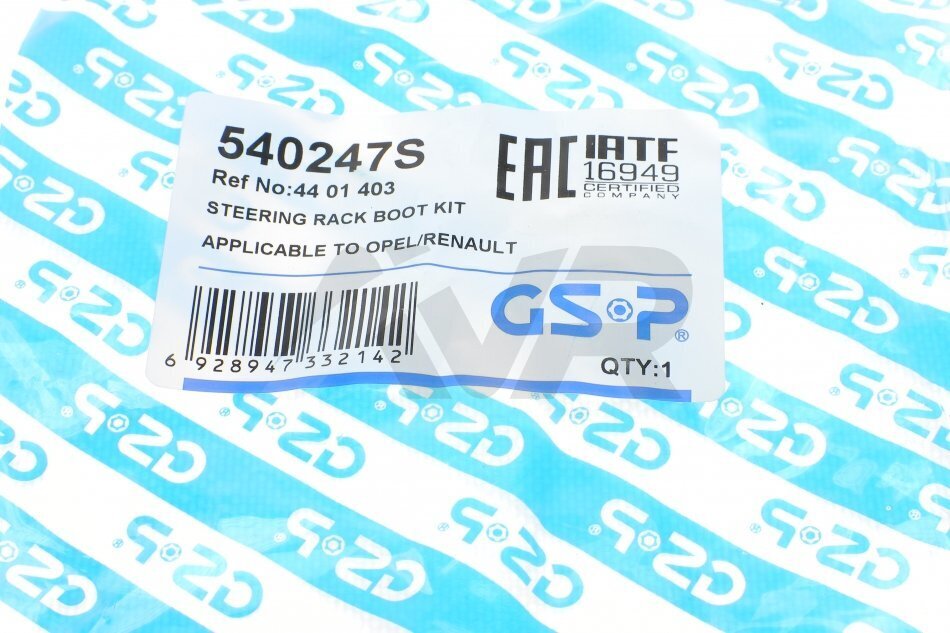 540247S
Ref No:44 01 403
STEERING RACK BOOT KIT
APPLICABLE TO OPEL/RENAULT
EAC
IATF
16949
CERTIFIED
COMPANY
GSP®
QTY:1
6 928947 332142
AVR